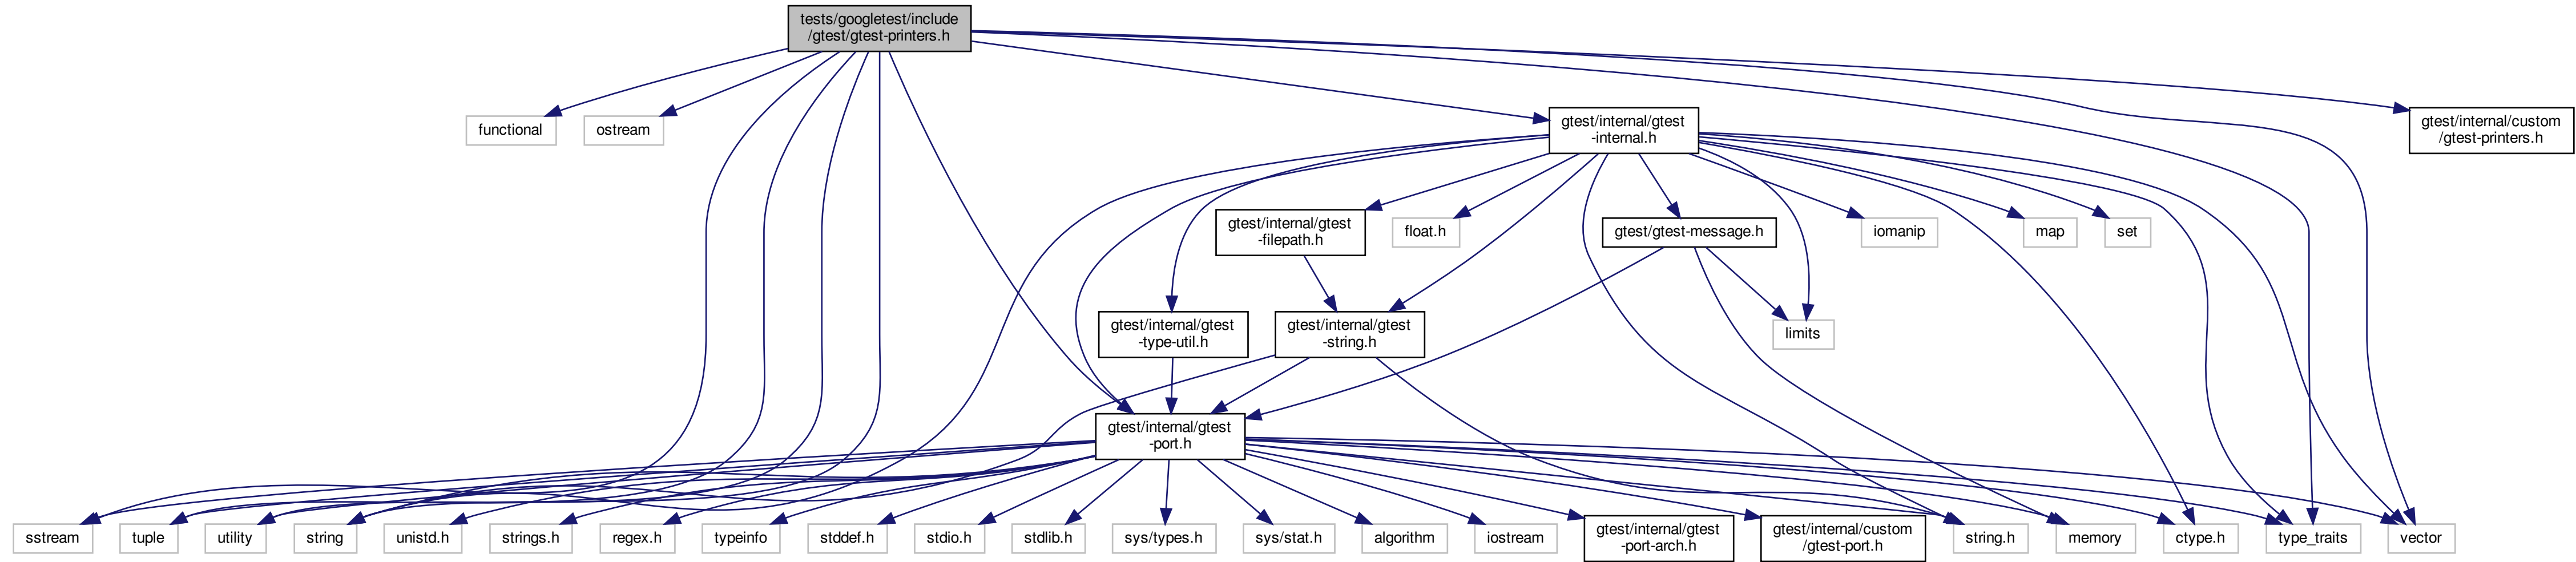 tests/googletest/include
/gtest/gtest-printers.h
functional
ostream
gtest/internal/gtest
-internal.h
gtest/internal/custom
/gtest-printers.h
gtest/internal/gtest
-filepath.h
float.h
gtest/gtest-message.h
iomanip
map
set
gtest/internal/gtest
-type-util.h
gtest/internal/gtest
-string.h
limits
gtest/internal/gtest
-port.h
sstream
tuple
utility
string
unistd.h
strings.h
regex.h
typeinfo
stddef.h
stdio.h
stdlib.h
sys/types.h
sys/stat.h
algorithm
iostream
gtest/internal/gtest
-port-arch.h
gtest/internal/custom
/gtest-port.h
string.h
memory
ctype.h
type_traits
vector